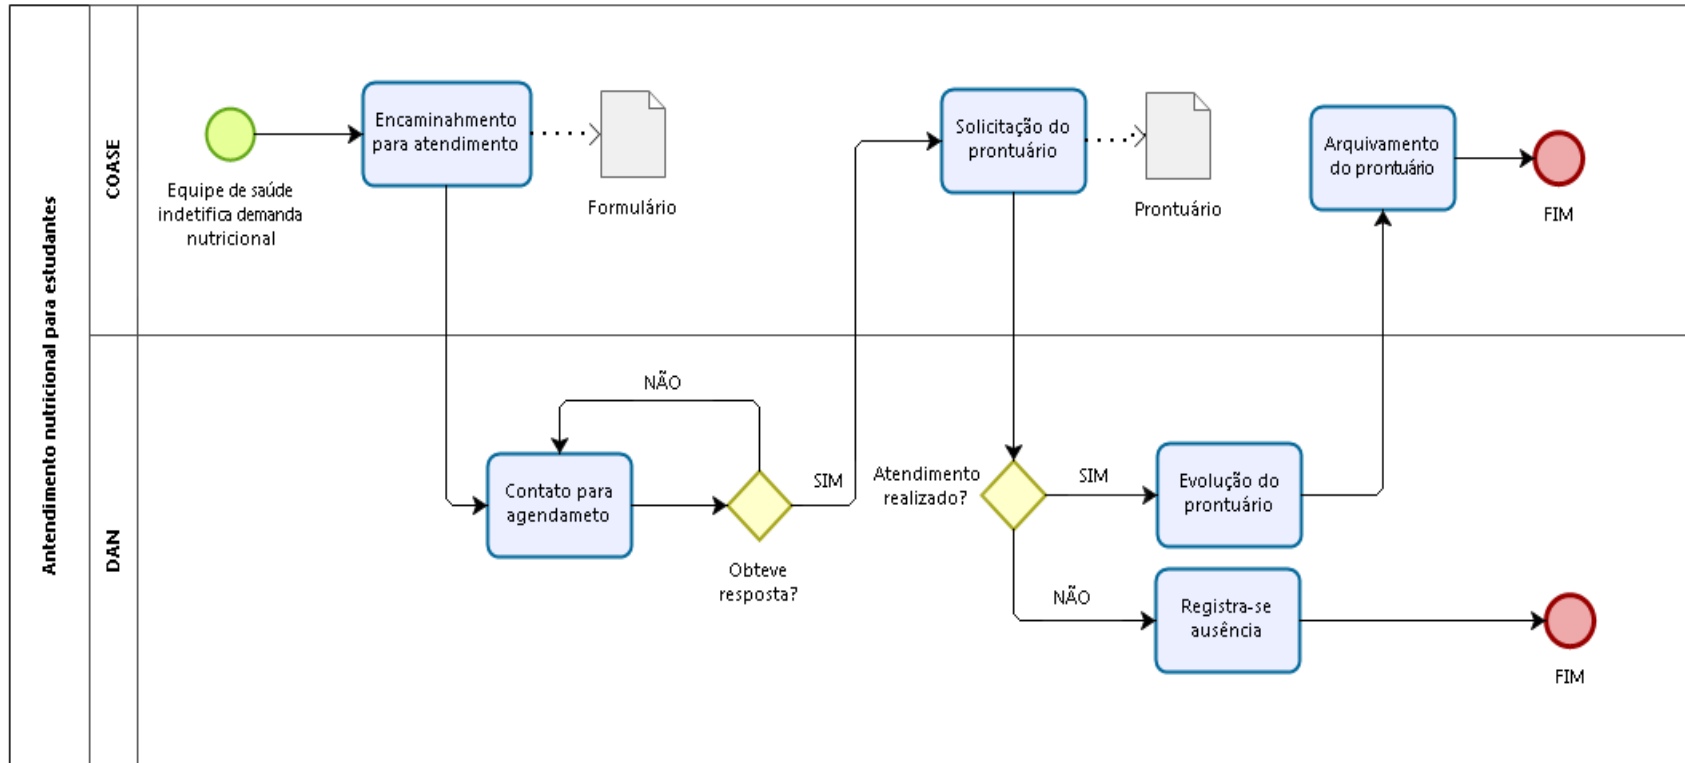 Antendimento nutricional para estudantes
COASE
Equipe de saúde
indetifica demanda
nutricional
Encaminahmento
para atendimento
Formulário
Solicitação do
prontuário
Prontuário
Arquivamento
do prontuário
FIM
DAN
Contato para
agendameto
NÃO
Obteve
resposta?
SIM
Atendimento
realizado?
SIM
Evolução do
prontuário
NÃO
Registra-se
ausência
FIM